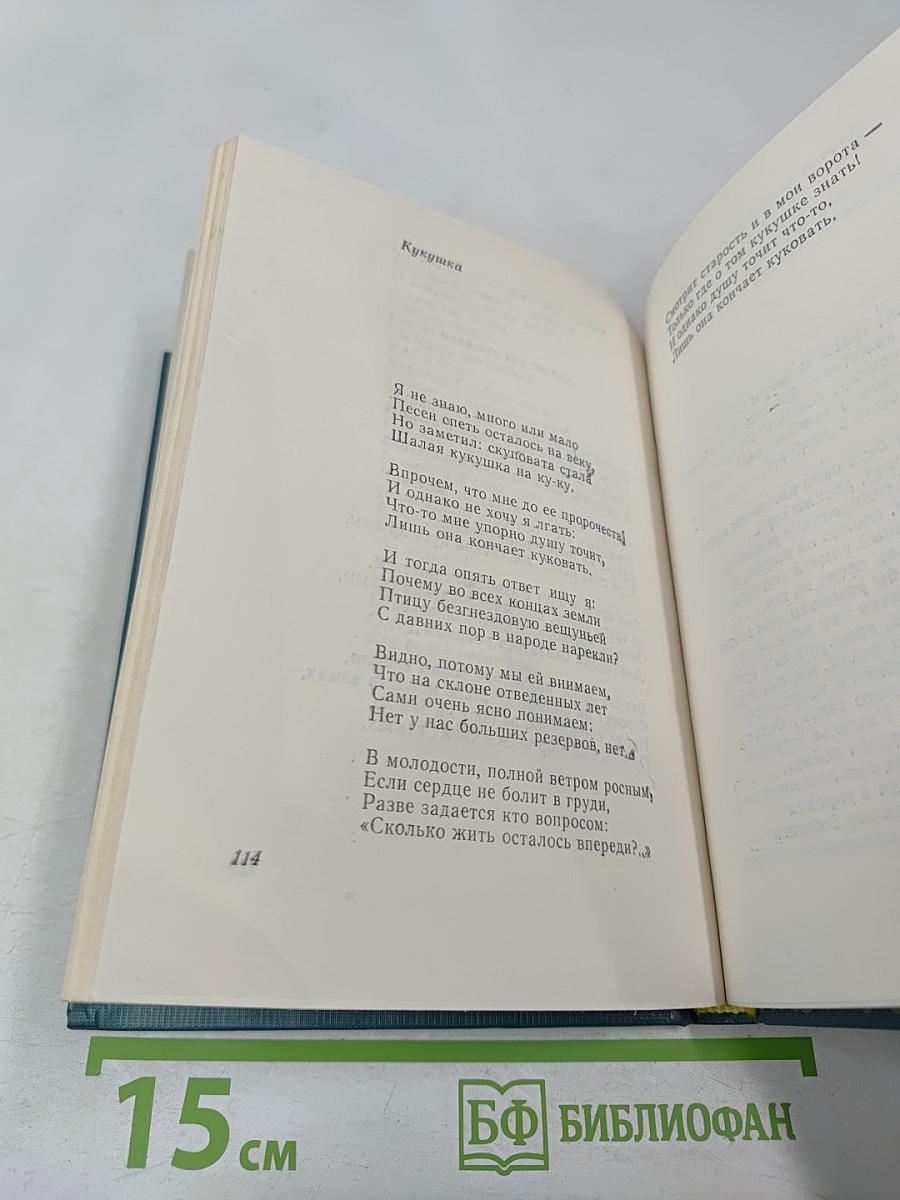 Кукушка
Я не знаю, много или мало
Песен спеть осталось на веку,
Но заметил: скуповата стала
Шалая кукушка на ку-ку.
Впрочем, что мне до ее пророчеств!
И однако не хочу я лгать:
Что-то мне упорно душу точит,
Лишь она кончает куковать.
И тогда опять ответ ищу я:
Почему во всех концах земли
Птицу безгнездовую вещуньей
С давних пор в народе нарекли?
Видно, потому мы ей внимаем,
Что на склоне отведенных лет
Сами очень ясно понимаем:
Нет у нас больших резервов, нет.
В молодости, полной ветром росным,
Если сердце не болит в груди,
Разве задается кто вопросом:
«Сколько жить осталось впереди?..»
114
Смотрит старость и в мои ворота —
Только где о том кукушке знать!
И однако душу точит что-то,
Лишь она кончает куковать.
15 см
БФ БИБЛИОФАН